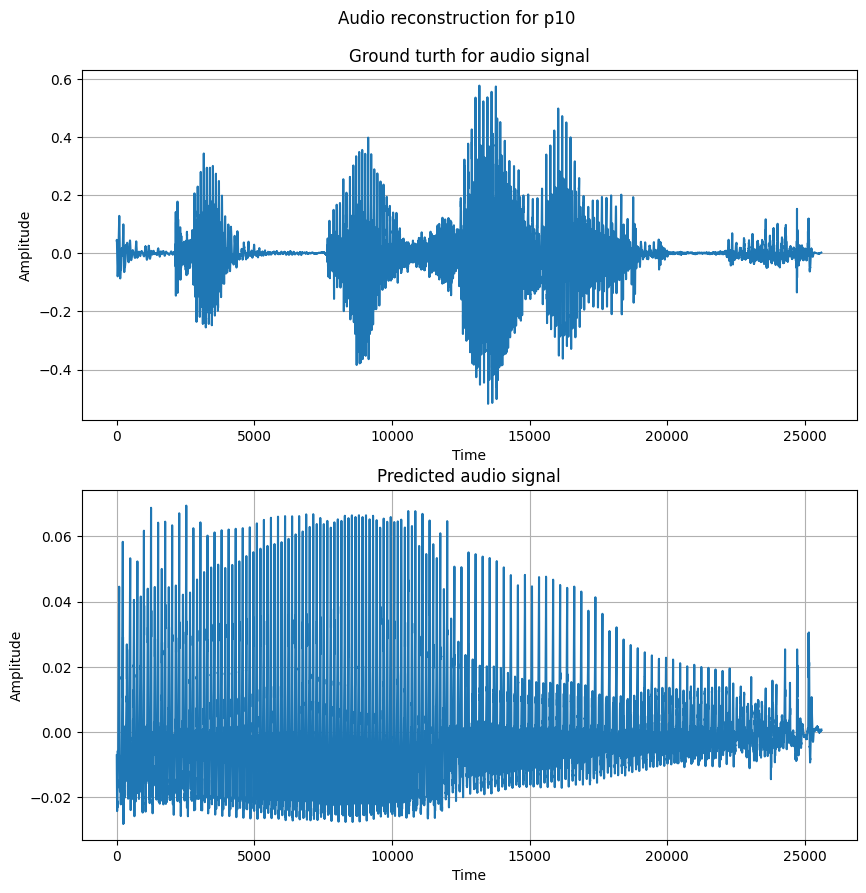 Audio reconstruction for p10
Ground turth for audio signal
0.6
0.4
0.2
0.0
−0.2
−0.4
Amplitude
0 5000 10000 15000 20000 25000
Time
Predicted audio signal
0.06
0.04
0.02
0.00
−0.02
Amplitude
0 5000 10000 15000 20000 25000
Time